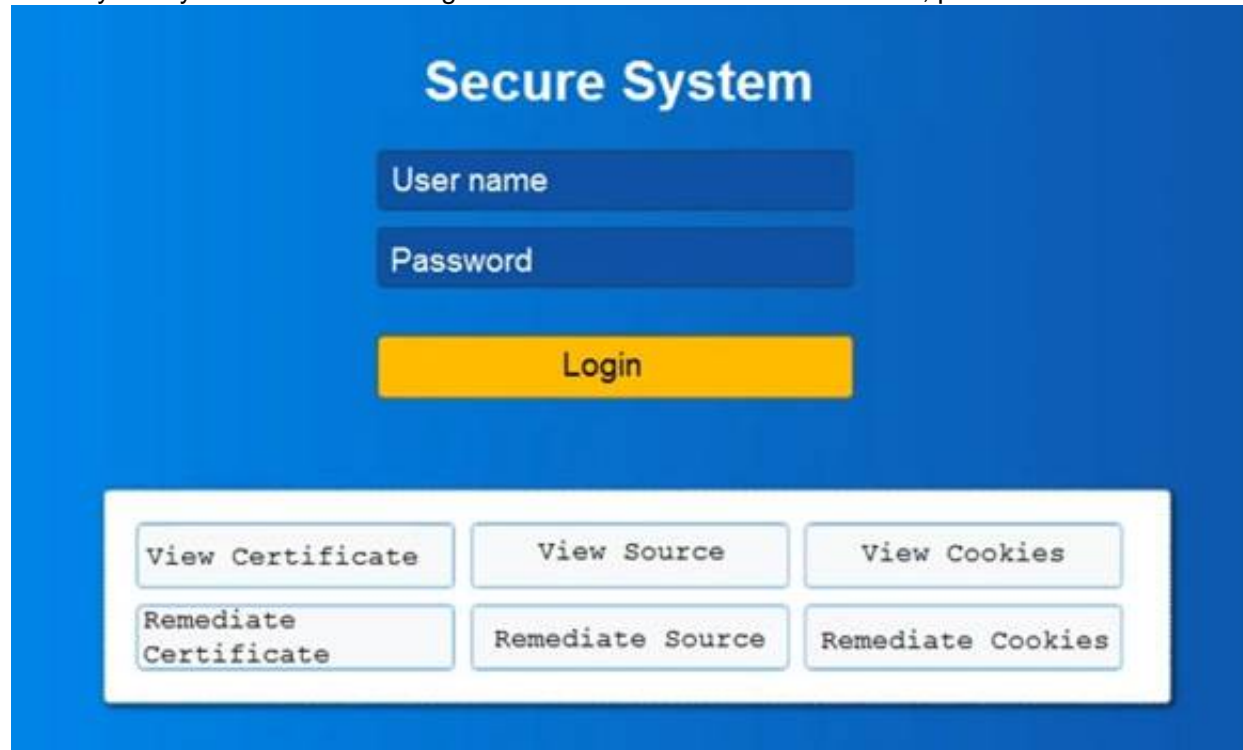 Secure System
User name
Password
Login
View Certificate
View Source
View Cookies
Remediate
Certificate
Remediate Source
Remediate Cookies